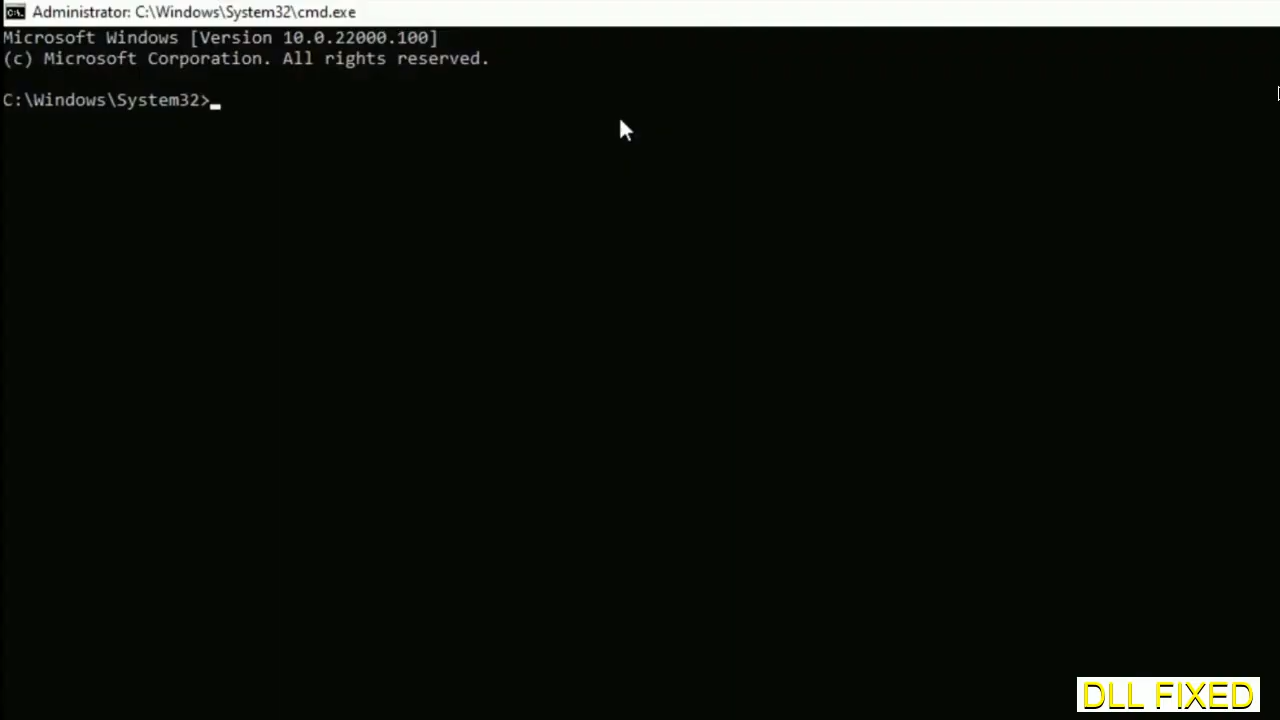 Administrator: C:\Windows\System32\cmd.exe
Microsoft Windows [Version 10.0.22000.100]
(c) Microsoft Corporation. All rights reserved.
C:\Windows\System32>
DLL FIXED